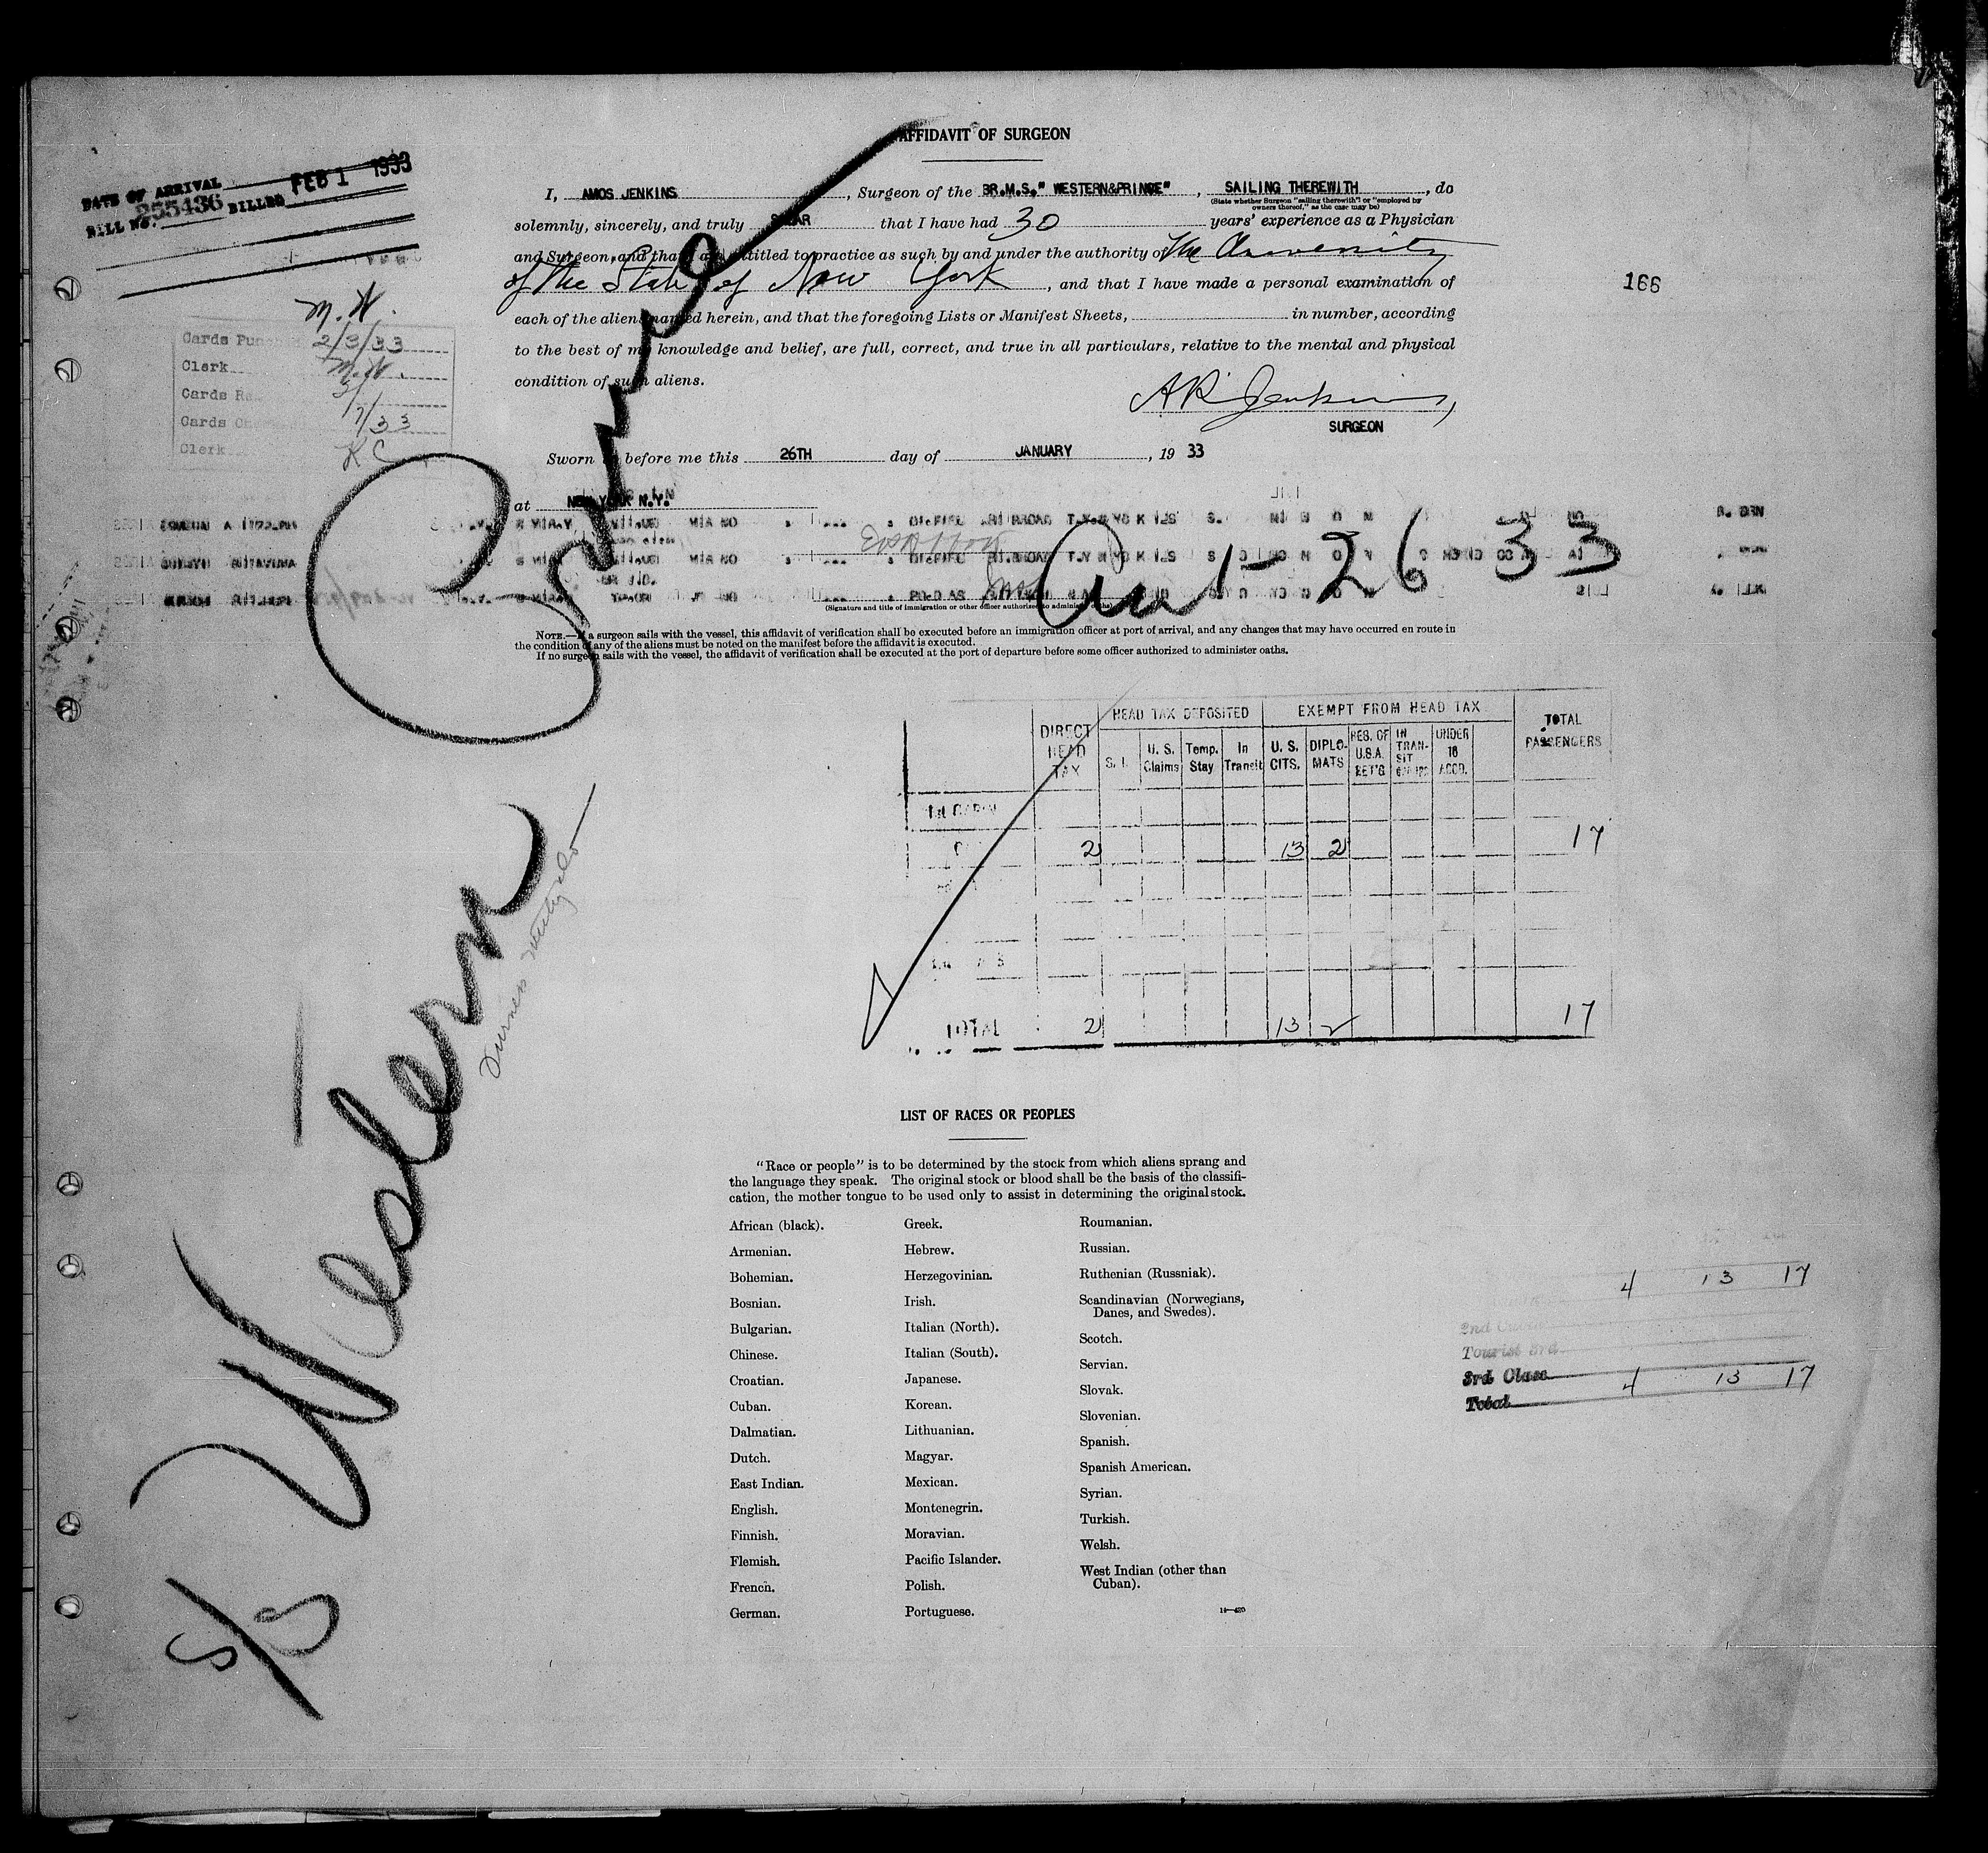 AFFIDAVIT OF SURGEON
DATE OF ARRIVAL FEB 1 1933
BILL NO. 255436 BILLED
I, AMOS JENKINS, Surgeon of the BR.M.S." WESTERN&PRINCE", SAILING THEREWITH, do
(State whether Surgeon "sailing therewith" or "employed by
owners thereof," as the case may be)
solemnly, sincerely, and truly SWEAR that I have had 30 years' experience as a Physician
and Surgeon, and that I am entitled to practice as such by and under the authority of The University
of the State of New York, and that I have made a personal examination of
166
each of the aliens named herein, and that the foregoing Lists or Manifest Sheets, in number, according
to the best of my knowledge and belief, are full, correct, and true in all particulars, relative to the mental and physical
condition of such aliens.
M.K.
Cards Punched 2/3/33
Clerk M.K.
Cards
Cards 7/33
Clerk KC
A R Jenkins,
SURGEON
Sworn to before me this 26TH day of JANUARY, 1933
at NEW YORK N.Y.
Arr 1-26 33
(Signature and title of immigration or other officer authorized to administer oaths)
NOTE.—If a surgeon sails with the vessel, this affidavit of verification shall be executed before an immigration officer at port of arrival, and any changes that may have occurred en route in
the condition of any of the aliens must be noted on the manifest before the affidavit is executed.
If no surgeon sails with the vessel, the affidavit of verification shall be executed at the port of departure before some officer authorized to administer oaths.
S/S Western Prince
DIRECT HEAD TAX
HEAD TAX DEPOSITED
EXEMPT FROM HEAD TAX
TOTAL PASSENGERS
S. I.
U. S. Claims
Temp. Stay
In Transit
U. S. CITS.
DIPLOMATS
RES. OF U.S.A. RET'G
IN TRANSIT
UNDER 16 ACCD.
2 13 2 17
TOTAL 2 13 2 17
LIST OF RACES OR PEOPLES
"Race or people" is to be determined by the stock from which aliens sprang and
the language they speak. The original stock or blood shall be the basis of the classifi-
cation, the mother tongue to be used only to assist in determining the original stock.
African (black).
Armenian.
Bohemian.
Bosnian.
Bulgarian.
Chinese.
Croatian.
Cuban.
Dalmatian.
Dutch.
East Indian.
English.
Finnish.
Flemish.
French.
German.
Greek.
Hebrew.
Herzegovinian.
Irish.
Italian (North).
Italian (South).
Japanese.
Korean.
Lithuanian.
Magyar.
Mexican.
Montenegrin.
Moravian.
Pacific Islander.
Polish.
Portuguese.
Roumanian.
Russian.
Ruthenian (Russniak).
Scandinavian (Norwegians,
Danes, and Swedes).
Scotch.
Servian.
Slovak.
Slovenian.
Spanish.
Spanish American.
Syrian.
Turkish.
Welsh.
West Indian (other than
Cuban).
4 13 17
2nd
Tourist 3rd
3rd Class
Total 4 13 17